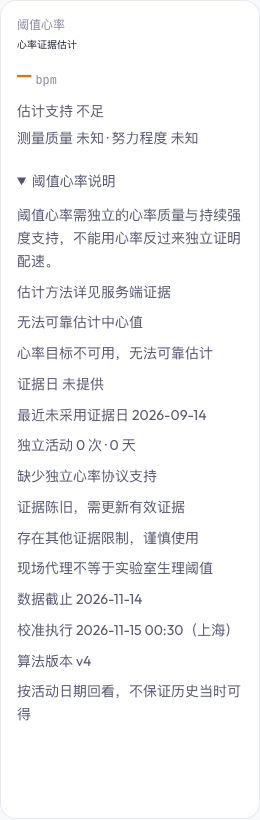 阈值心率
心率证据估计
— bpm
估计支持 不足
测量质量 未知·努力程度 未知
▼ 阈值心率说明
阈值心率需独立的心率质量与持续强
度支持，不能用心率反过来独立证明
配速。
估计方法详见服务端证据
无法可靠估计中心值
心率目标不可用，无法可靠估计
证据日 未提供
最近未采用证据日 2026-09-14
独立活动 0 次·0 天
缺少独立心率协议支持
证据陈旧，需更新有效证据
存在其他证据限制，谨慎使用
现场代理不等于实验室生理阈值
数据截止 2026-11-14
校准执行 2026-11-15 00:30（上海）
算法版本 v4
按活动日期回看，不保证历史当时可
得